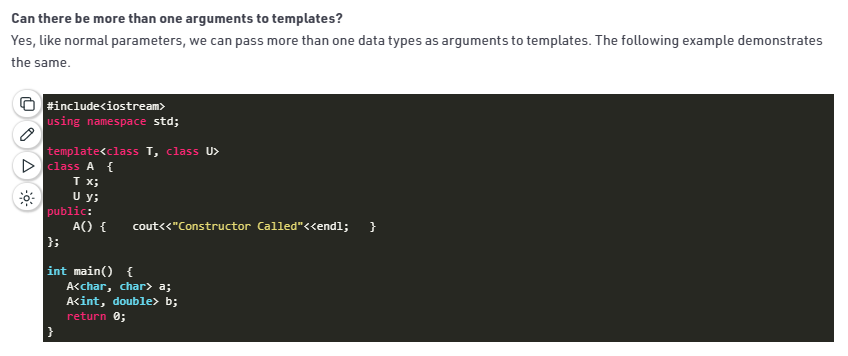 Can there be more than one arguments to templates?
Yes, like normal parameters, we can pass more than one data types as arguments to templates. The following example demonstrates
the same.
#include<iostream>
using namespace std;
template<class T, class U>
class A  {
    T x;
    U y;
public:
    A() {    cout<<"Constructor Called"<<endl;   }
};
int main()  {
   A<char, char> a;
   A<int, double> b;
   return 0;
}